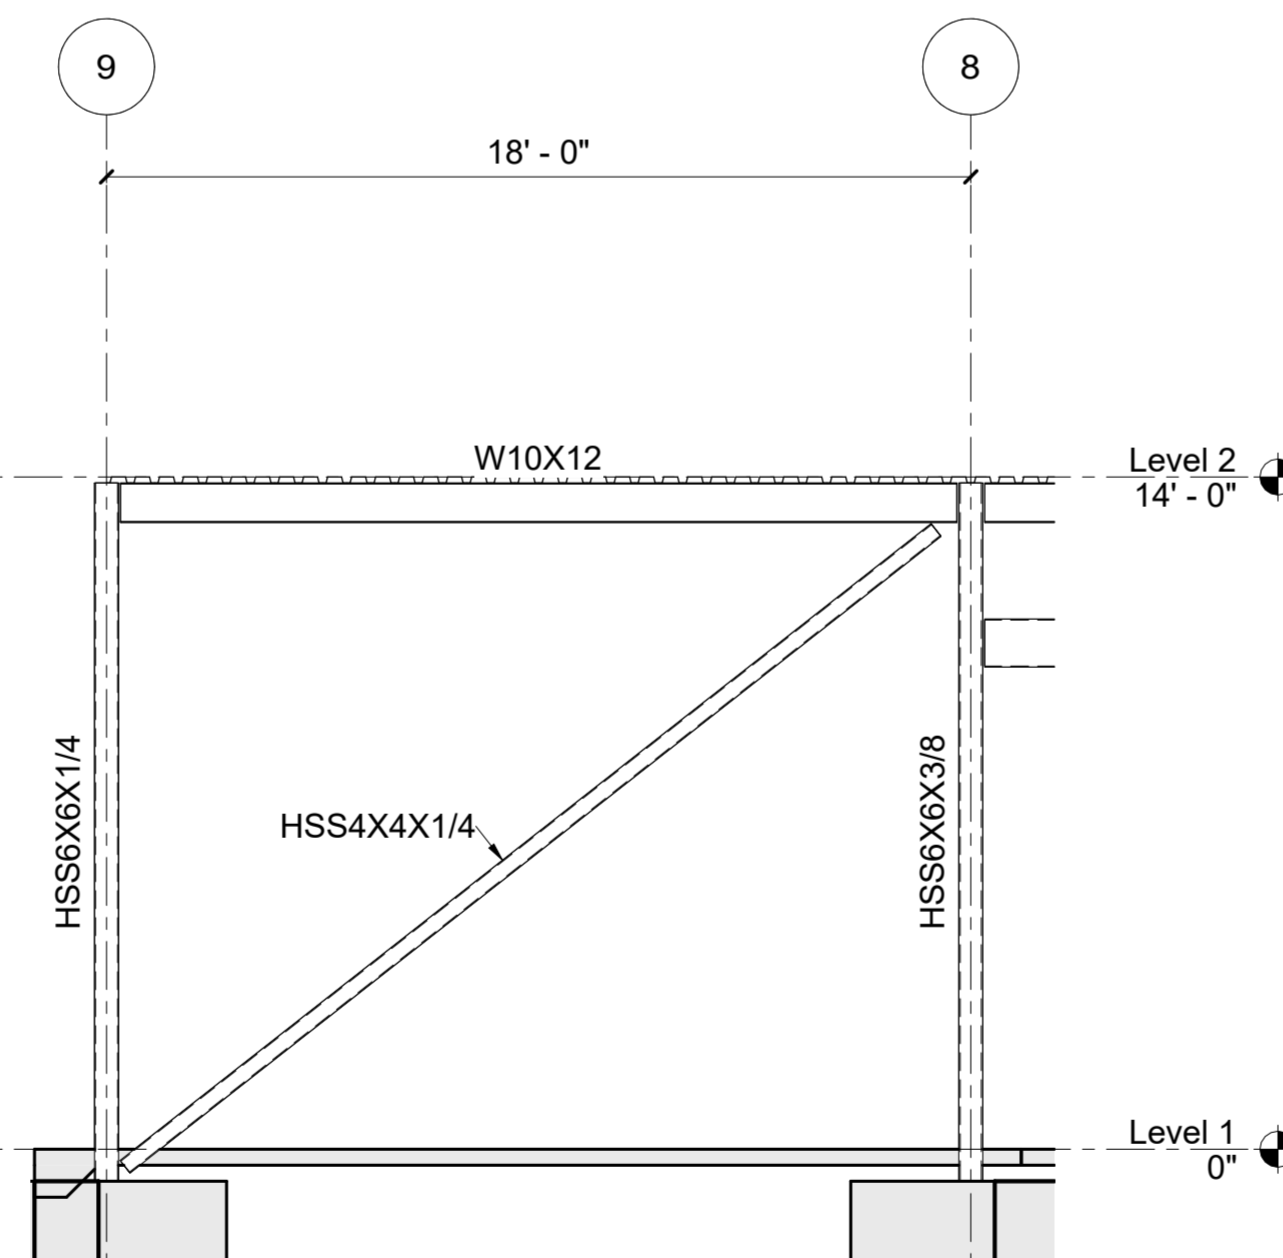 9
8
18' - 0"
W10X12
Level 2
14' - 0"
HSS6X6X1/4
HSS4X4X1/4
HSS6X6X3/8
Level 1
0"